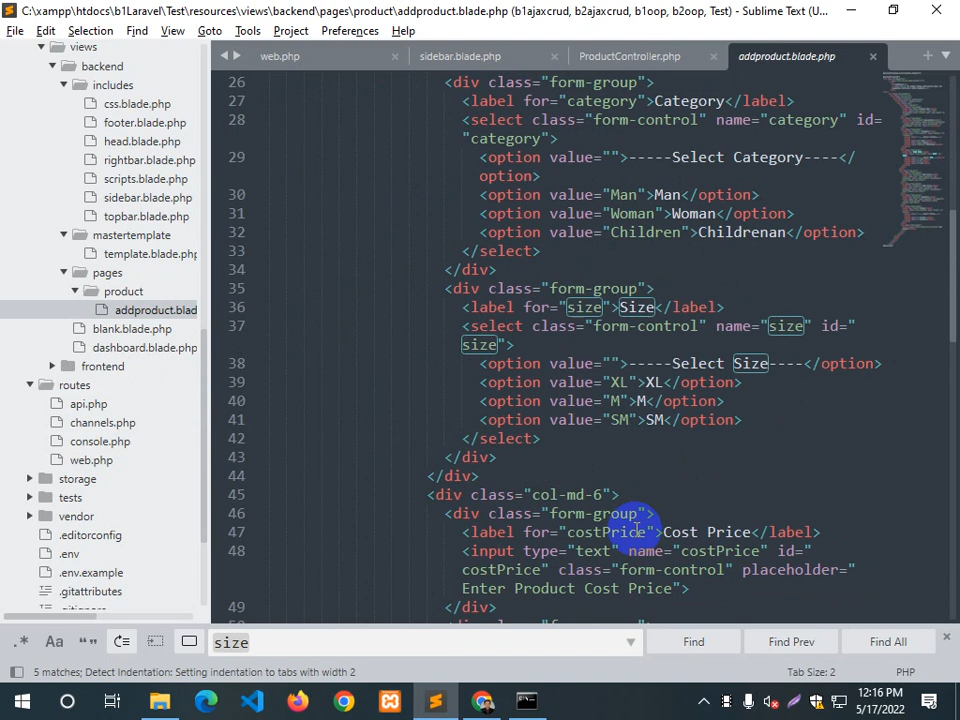 C:\xampp\htdocs\b1Laravel\Test\resources\views\backend\pages\product\addproduct.blade.php (b1ajaxcrud, b2ajaxcrud, b1oop, b2oop, Test) - Sublime Text (U...
File Edit Selection Find View Goto Tools Project Preferences Help
web.php sidebar.blade.php ProductController.php addproduct.blade.php
views
backend
includes
css.blade.php
footer.blade.php
head.blade.php
rightbar.blade.php
scripts.blade.php
sidebar.blade.php
topbar.blade.php
mastertemplate
template.blade.php
pages
product
addproduct.blad
blank.blade.php
dashboard.blade.php
frontend
routes
api.php
channels.php
console.php
web.php
storage
tests
vendor
.editorconfig
.env
.env.example
.gitattributes
26 <div class="form-group">
27 <label for="category">Category</label>
28 <select class="form-control" name="category" id=
"category">
29 <option value="">-----Select Category----</
option>
30 <option value="Man">Man</option>
31 <option value="Woman">Woman</option>
32 <option value="Children">Childrenan</option>
33 </select>
34 </div>
35 <div class="form-group">
36 <label for="size">Size</label>
37 <select class="form-control" name="size" id="
size">
38 <option value="">-----Select Size----</option>
39 <option value="XL">XL</option>
40 <option value="M">M</option>
41 <option value="SM">SM</option>
42 </select>
43 </div>
44 </div>
45 <div class="col-md-6">
46 <div class="form-group">
47 <label for="costPrice">Cost Price</label>
48 <input type="text" name="costPrice" id="
costPrice" class="form-control" placeholder="
Enter Product Cost Price">
49 </div>
.* Aa “ ” size Find Find Prev Find All
5 matches; Detect Indentation: Setting indentation to tabs with width 2 Tab Size: 2 PHP
12:16 PM
5/17/2022